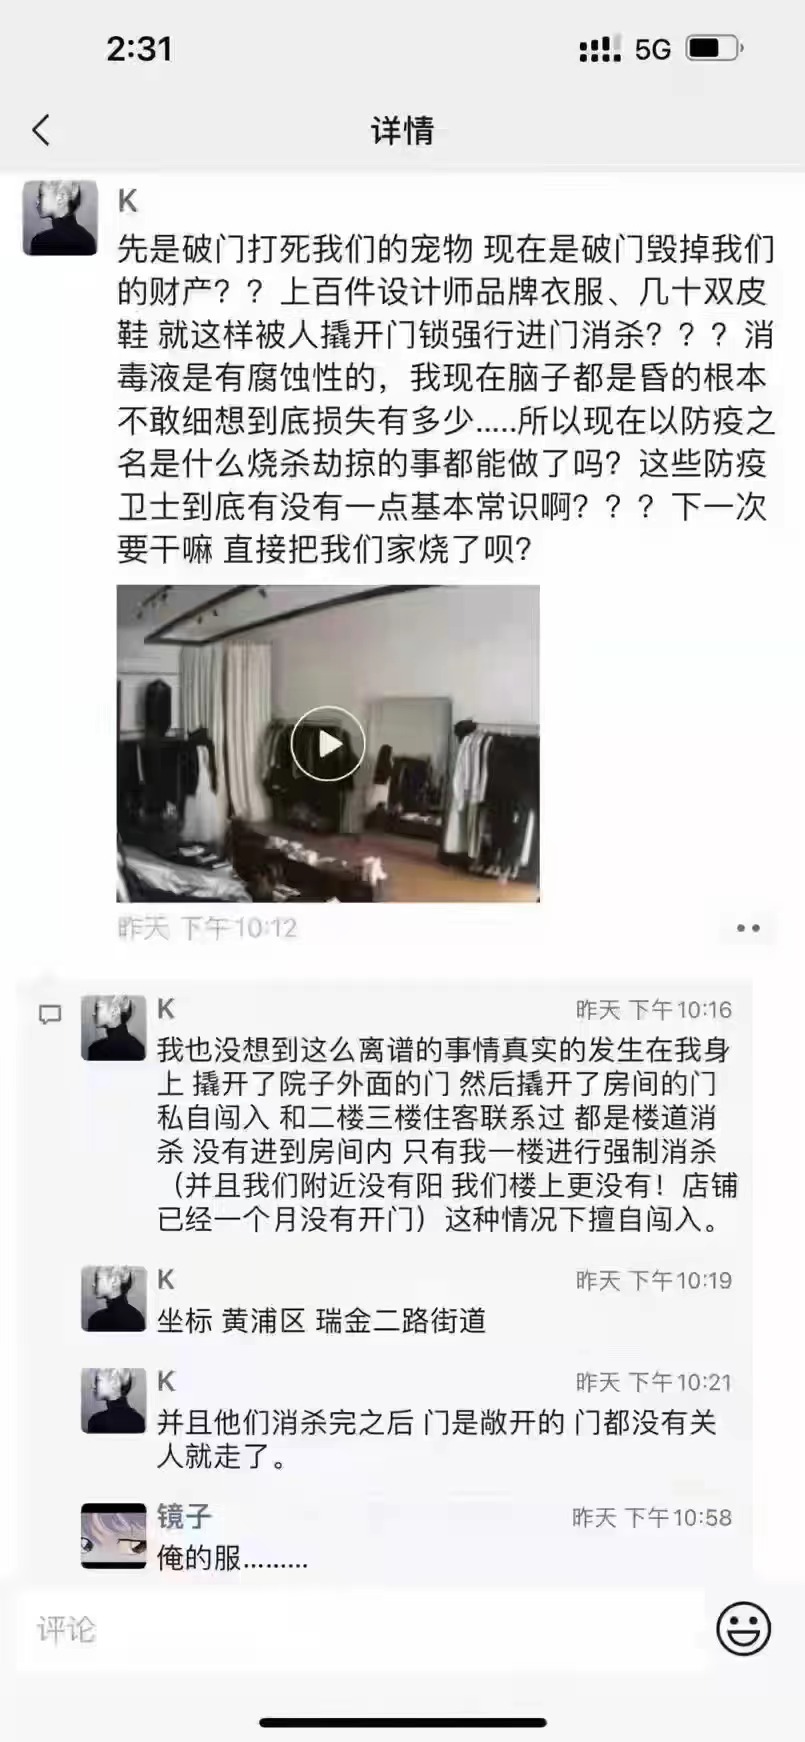 2:31
5G
详情
K
先是破门打死我们的宠物 现在是破门毁掉我们
的财产？？上百件设计师品牌衣服、几十双皮
鞋 就这样被人撬开门锁强行进门消杀？？？消
毒液是有腐蚀性的，我现在脑子都是昏的根本
不敢细想到底损失有多少.....所以现在以防疫之
名是什么烧杀劫掠的事都能做了吗？这些防疫
卫士到底有没有一点基本常识啊？？？下一次
要干嘛 直接把我们家烧了呗？
昨天 下午10:12
K
昨天 下午10:16
我也没想到这么离谱的事情真实的发生在我身
上 撬开了院子外面的门 然后撬开了房间的门
私自闯入 和二楼三楼住客联系过 都是楼道消
杀 没有进到房间内 只有我一楼进行强制消杀
（并且我们附近没有阳 我们楼上更没有！店铺
已经一个月没有开门）这种情况下擅自闯入。
K
昨天 下午10:19
坐标 黄浦区 瑞金二路街道
K
昨天 下午10:21
并且他们消杀完之后 门是敞开的 门都没有关
人就走了。
镜子
昨天 下午10:58
俺的服.........
评论